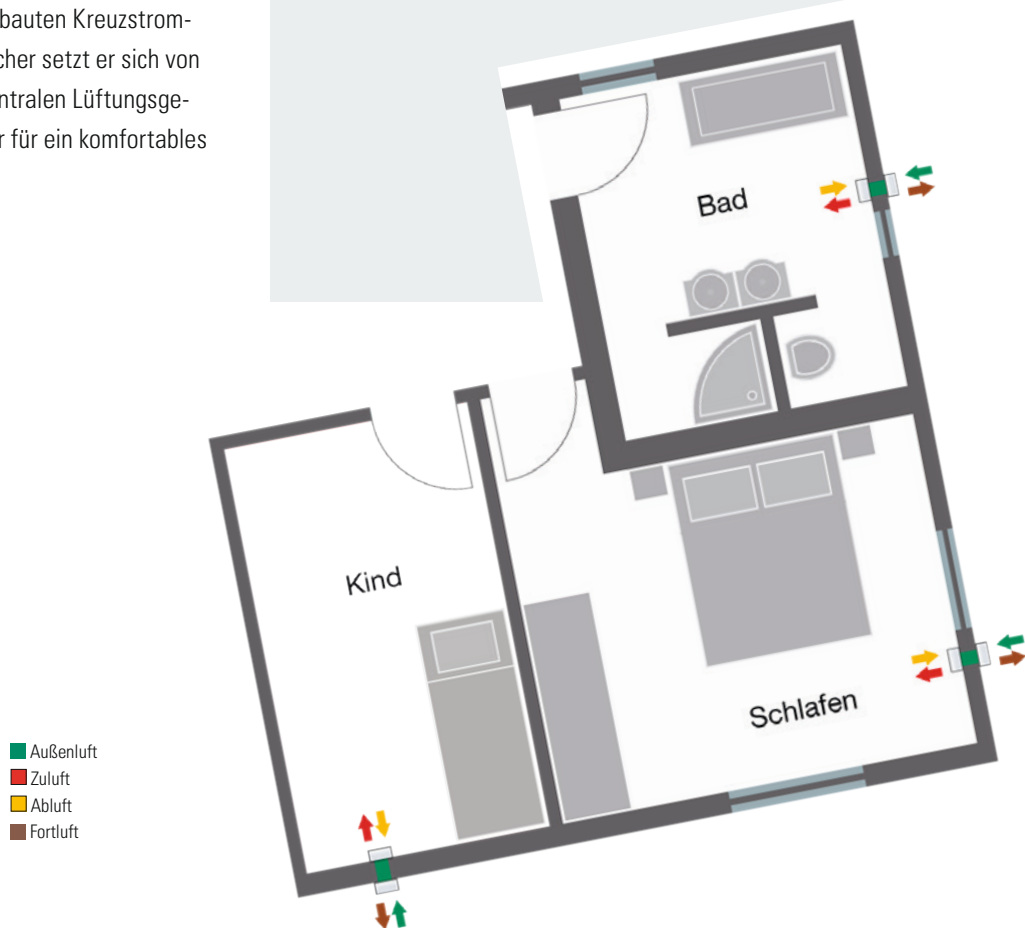 bauten Kreuzstrom-
cher setzt er sich von
ntralen Lüftungsge-
r für ein komfortables
Bad
Kind
Schlafen
Außenluft
Zuluft
Abluft
Fortluft